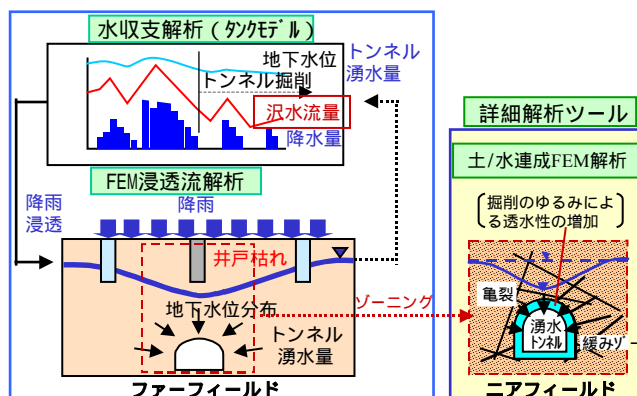 水収支解析(ﾀﾝｸﾓﾃﾞﾙ)
地下水位
トンネル掘削
トンネル
湧水量
沢水流量
降水量
FEM浸透流解析
降雨
浸透
降雨
井戸枯れ
地下水位分布
トンネル
湧水量
ファーフィールド
ゾーニング
詳細解析ツール
土/水連成FEM解析
掘削のゆるみによ
る透水性の増加
亀裂
湧水
ﾄﾝﾈﾙ
緩みｿﾞｰ
ニアフィールド